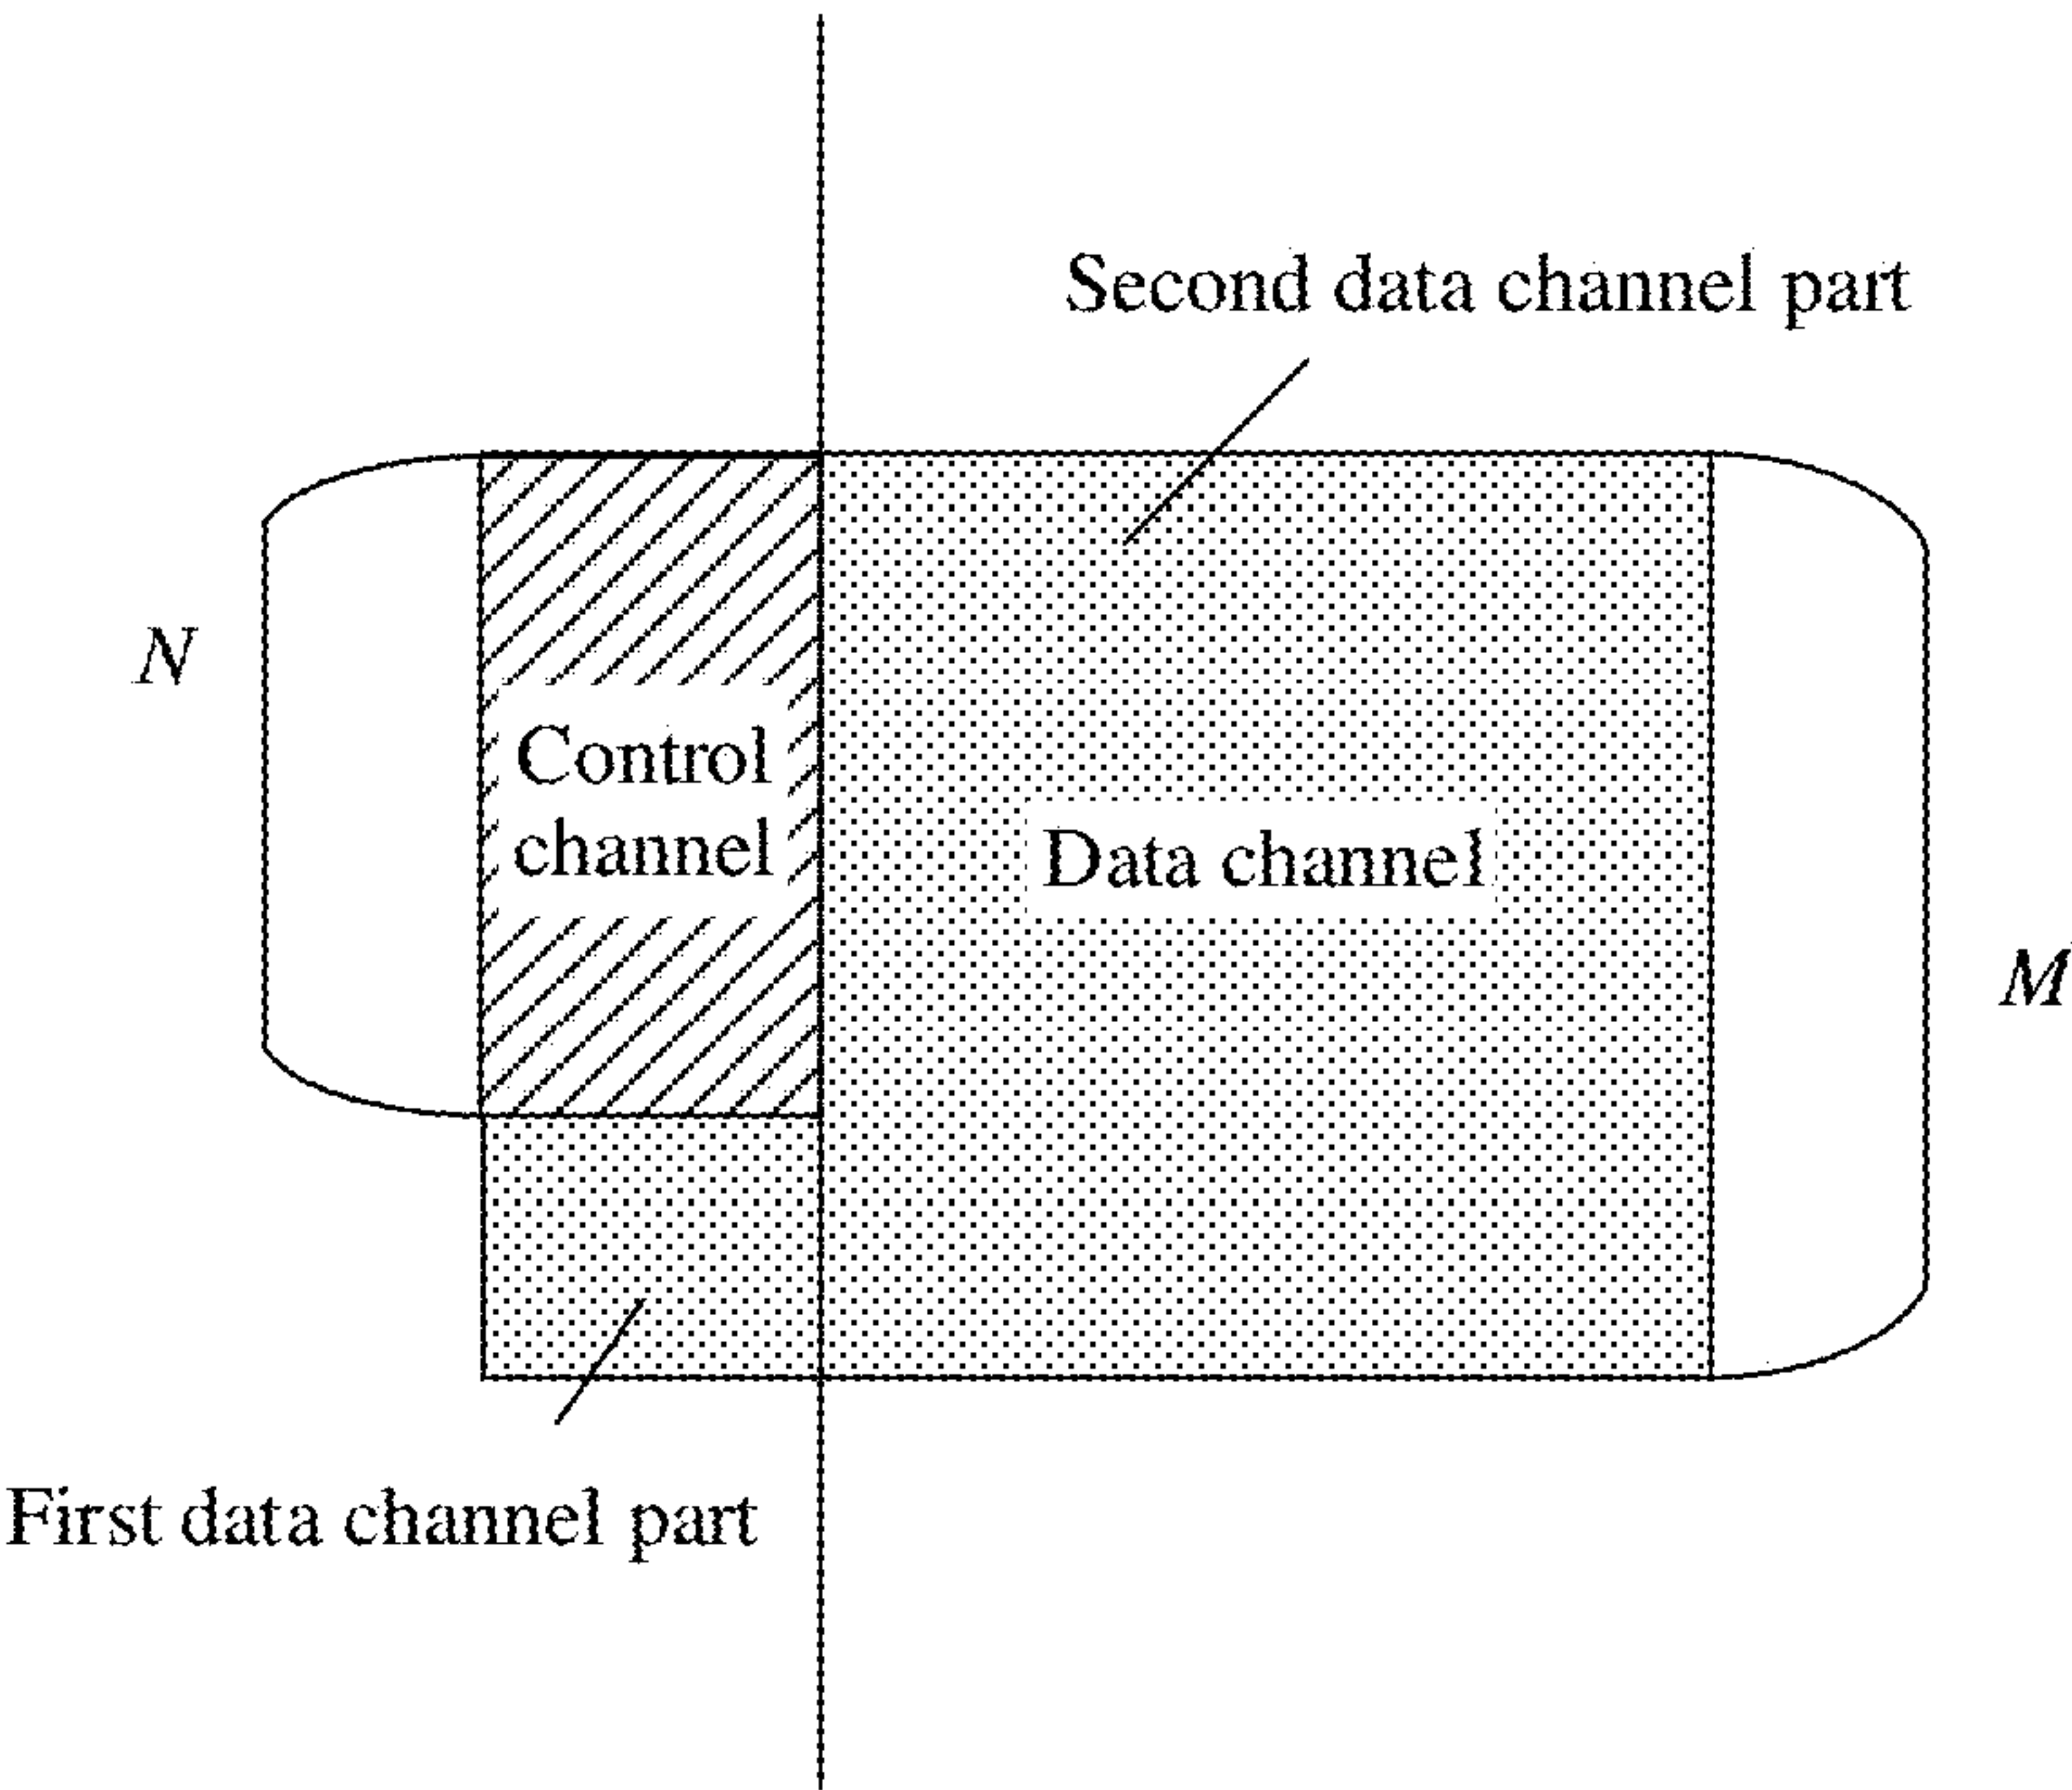 Second data channel part
N
Control
channel
Data channel
M
First data channel part